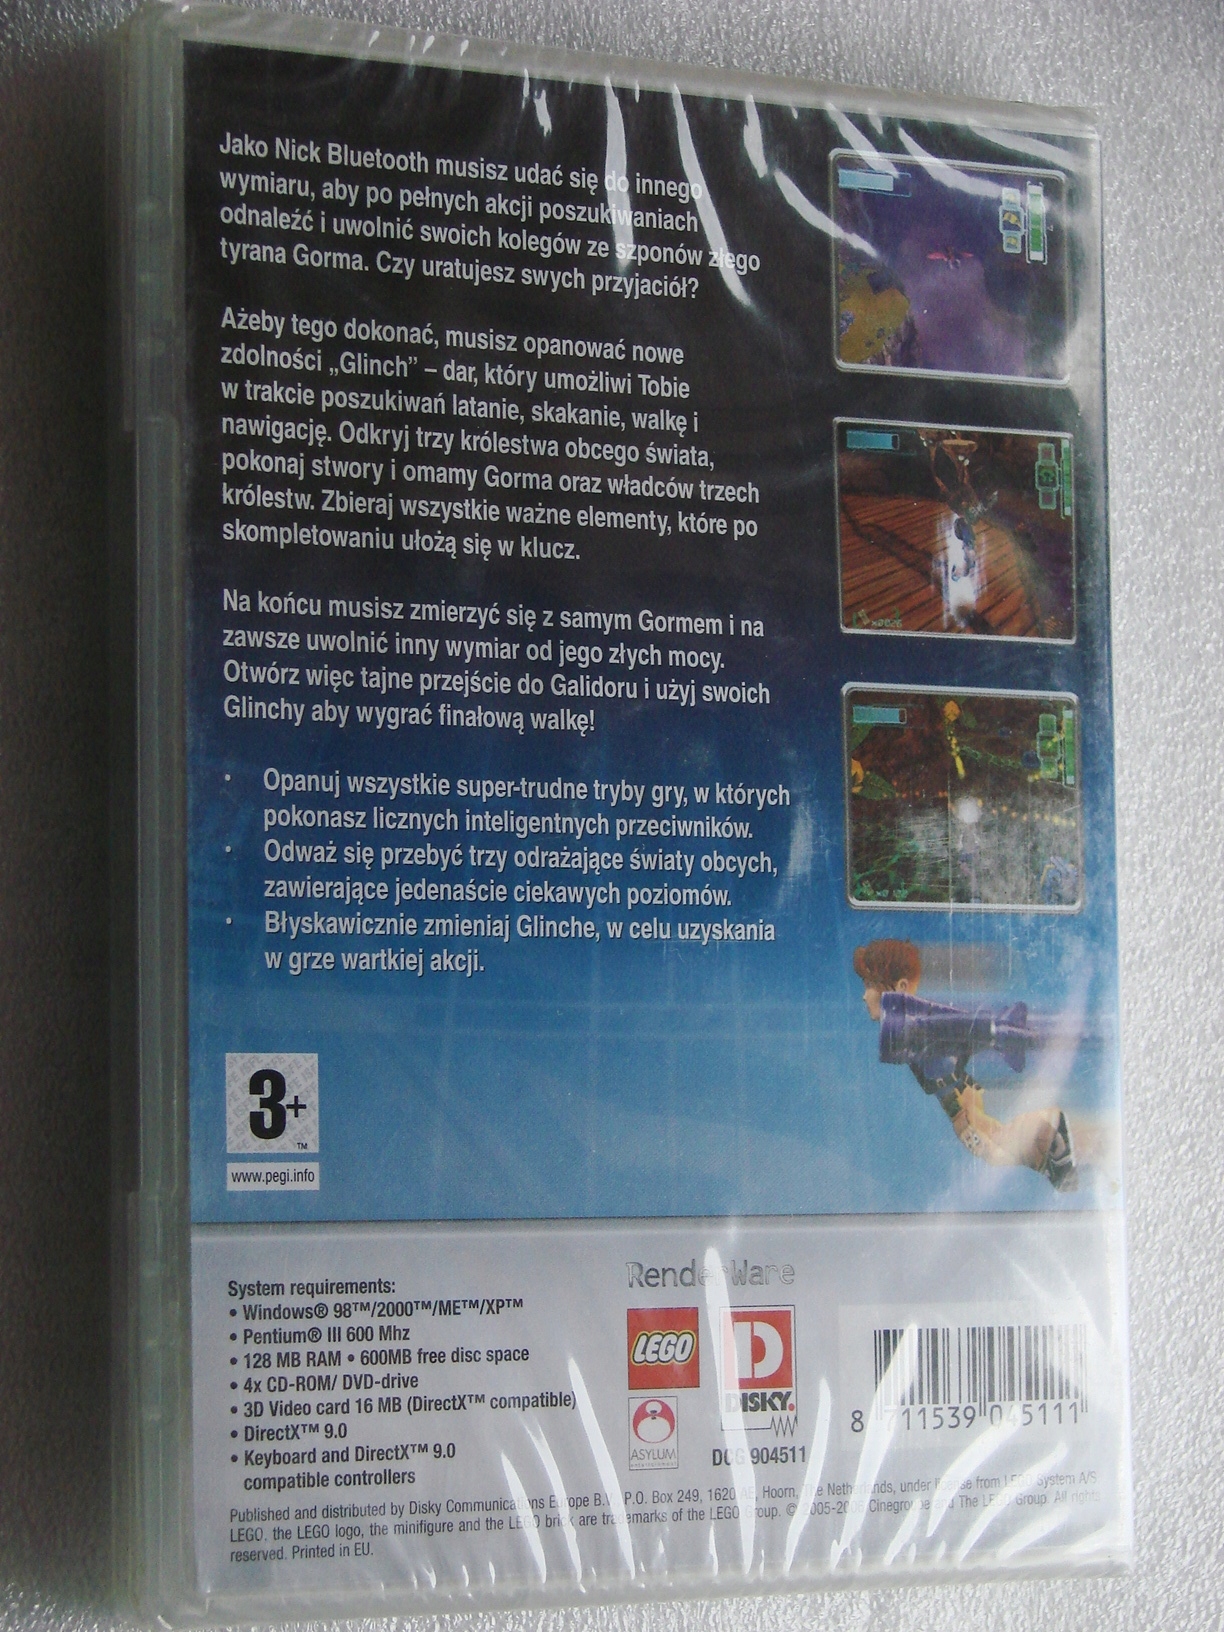 Jako Nick Bluetooth musisz udać się do innego
wymiaru, aby po pełnych akcji poszukiwaniach
odnaleźć i uwolnić swoich kolegów ze szponów złego
tyrana Gorma. Czy uratujesz swych przyjaciół?
Ażeby tego dokonać, musisz opanować nowe
zdolności „Glinch” – dar, który umożliwi Tobie
w trakcie poszukiwań latanie, skakanie, walkę i
nawigację. Odkryj trzy królestwa obcego świata,
pokonaj stwory i omamy Gorma oraz władców trzech
królestw. Zbieraj wszystkie ważne elementy, które po
skompletowaniu ułożą się w klucz.
Na końcu musisz zmierzyć się z samym Gormem i na
zawsze uwolnić inny wymiar od jego złych mocy.
Otwórz więc tajne przejście do Galidoru i użyj swoich
Glinchy aby wygrać finałową walkę!
• Opanuj wszystkie super-trudne tryby gry, w których
pokonasz licznych inteligentnych przeciwników.
• Odważ się przebyć trzy odrażające światy obcych,
zawierające jedenaście ciekawych poziomów.
• Błyskawicznie zmieniaj Glinche, w celu uzyskania
w grze wartkiej akcji.
3+
™
www.pegi.info
System requirements:
• Windows® 98™/2000™/ME™/XP™
• Pentium® III 600 Mhz
• 128 MB RAM • 600MB free disc space
• 4x CD-ROM/ DVD-drive
• 3D Video card 16 MB (DirectX™ compatible)
• DirectX™ 9.0
• Keyboard and DirectX™ 9.0
compatible controllers
RenderWare
LEGO
DISKY.
ASYLUM
entertainment
DCG 904511
8 711539 045111
Published and distributed by Disky Communications Europe B.V. P.O. Box 249, 1620 AE, Hoorn, The Netherlands, under license from LEGO System A/S
LEGO, the LEGO logo, the minifigure and the LEGO brick are trademarks of the LEGO Group. © 2005-2006 Cinegroupe and The LEGO Group. All rights
reserved. Printed in EU.